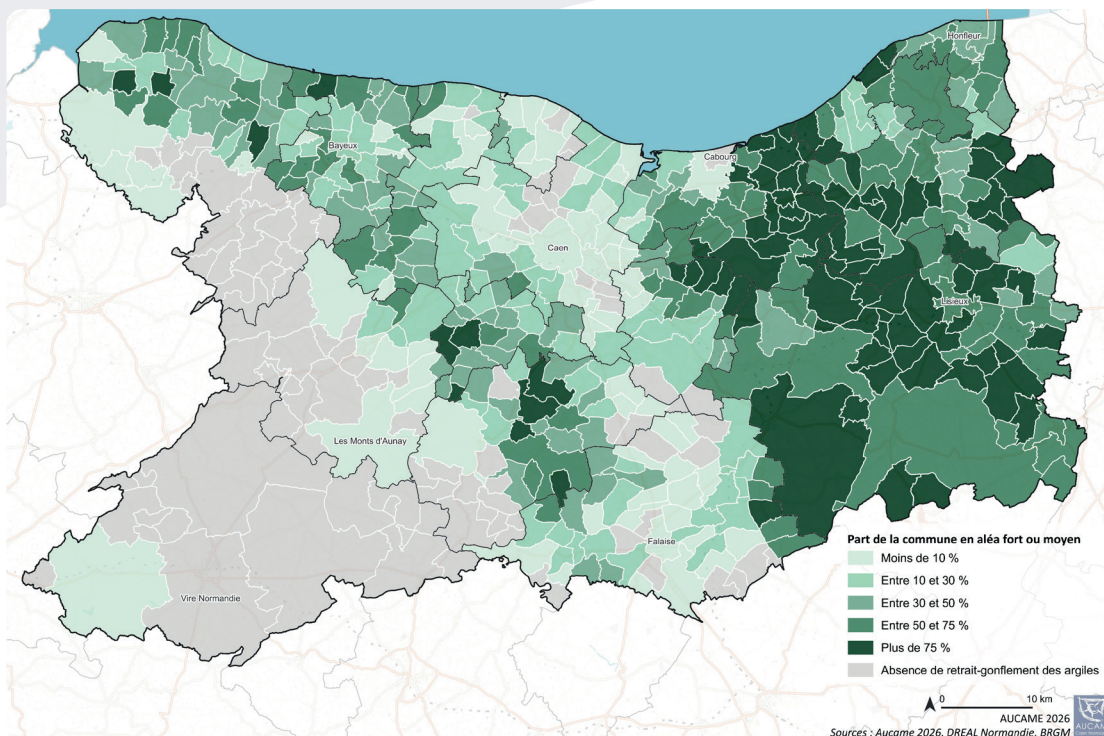 Honfleur
Bayeux
Cabourg
Caen
Lisieux
Les Monts d'Aunay
Falaise
Vire Normandie
Part de la commune en aléa fort ou moyen
Moins de 10 %
Entre 10 et 30 %
Entre 30 et 50 %
Entre 50 et 75 %
Plus de 75 %
Absence de retrait-gonflement des argiles
0 10 km
AUCAME 2026
Sources : Aucame 2026, DREAL Normandie, BRGM
AUCAME